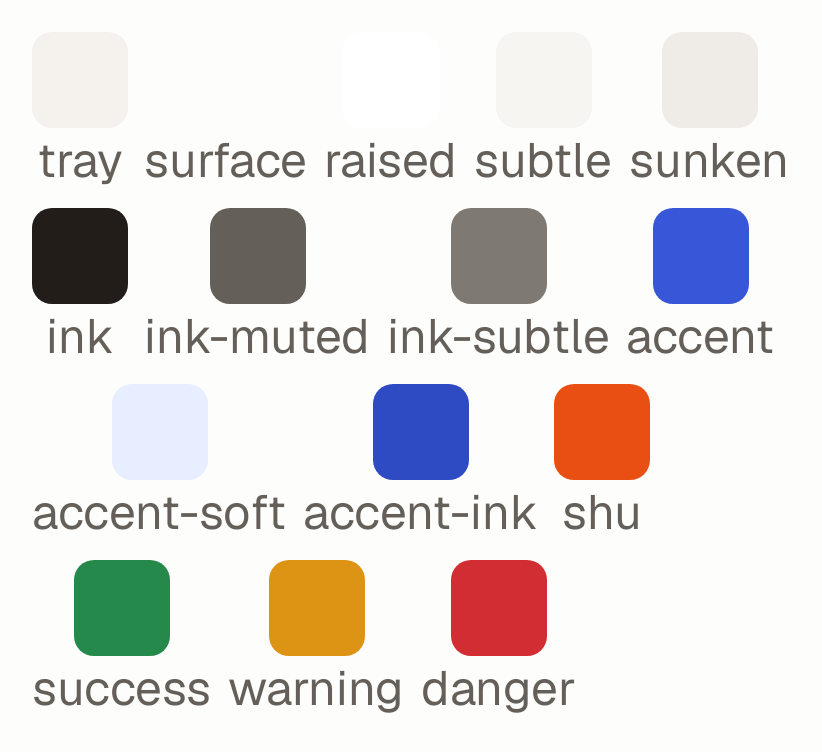 tray surface raised subtle sunken
ink ink-muted ink-subtle accent
accent-soft accent-ink shu
success warning danger